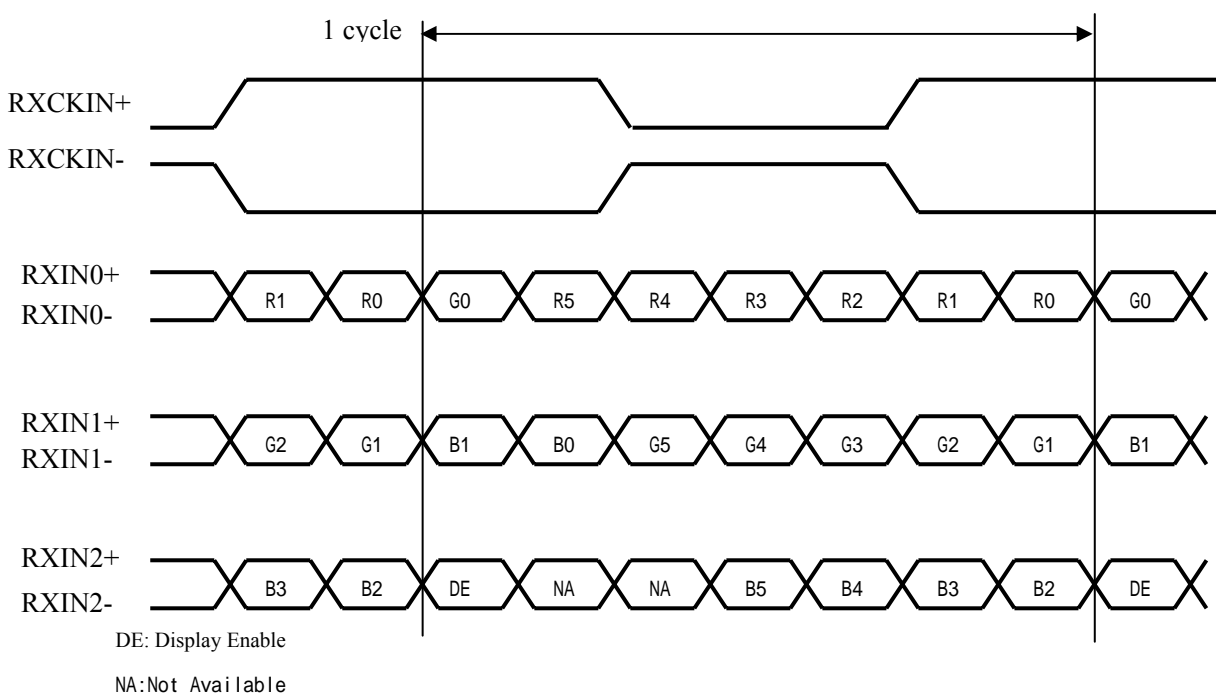 1 cycle
RXCKIN+
RXCKIN-
RXIN0+
R1 R0 G0 R5 R4 R3 R2 R1 R0 G0
RXIN0-
RXIN1+
G2 G1 B1 B0 G5 G4 G3 G2 G1 B1
RXIN1-
RXIN2+
B3 B2 DE NA NA B5 B4 B3 B2 DE
RXIN2-
DE: Display Enable
NA:Not Available